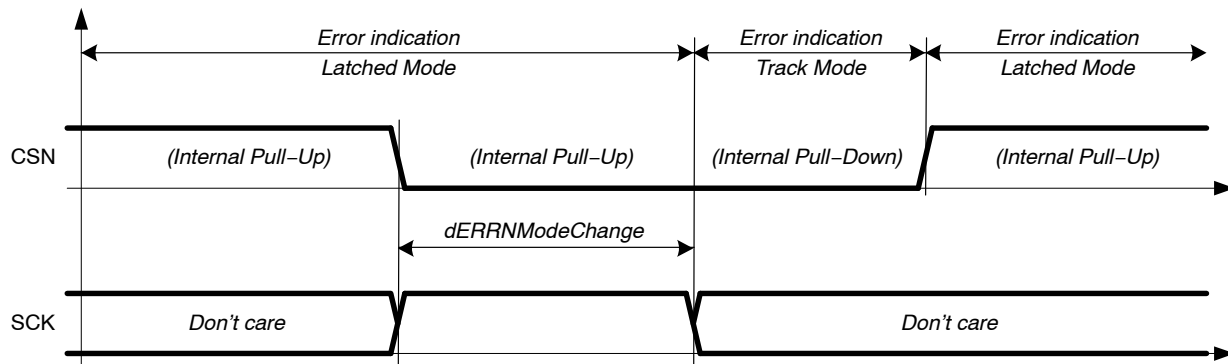 Error indication Error indication Error indication
Latched Mode Track Mode Latched Mode
CSN (Internal Pull−Up) (Internal Pull−Up) (Internal Pull−Down) (Internal Pull−Up)
dERRNModeChange
SCK Don't care Don't care